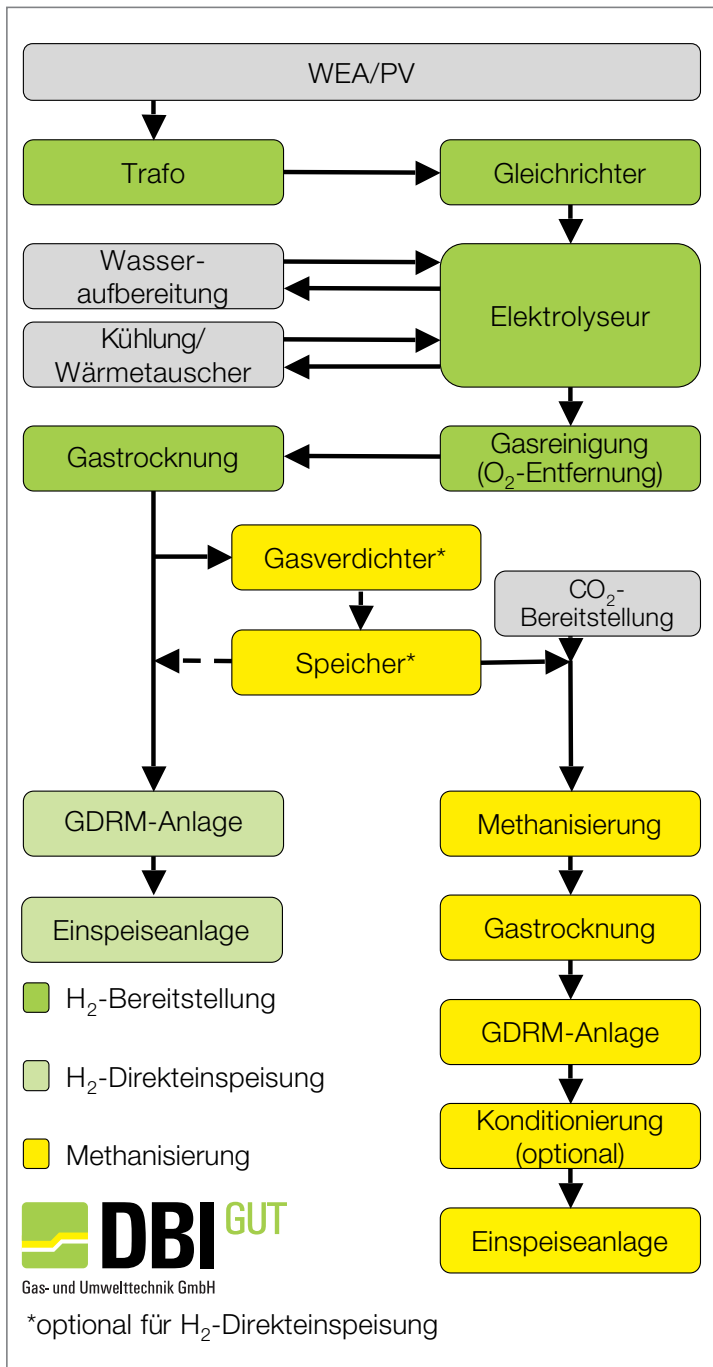 WEA/PV
Trafo
Gleichrichter
Wasser-
aufbereitung
Elektrolyseur
Kühlung/
Wärmetauscher
Gastrocknung
Gasreinigung
(O₂-Entfernung)
Gasverdichter*
CO₂-
Bereitstellung
Speicher*
GDRM-Anlage
Methanisierung
Einspeiseanlage
Gastrocknung
H₂-Bereitstellung
GDRM-Anlage
H₂-Direkteinspeisung
Konditionierung
(optional)
Methanisierung
DBI GUT
Einspeiseanlage
Gas- und Umwelttechnik GmbH
*optional für H₂-Direkteinspeisung